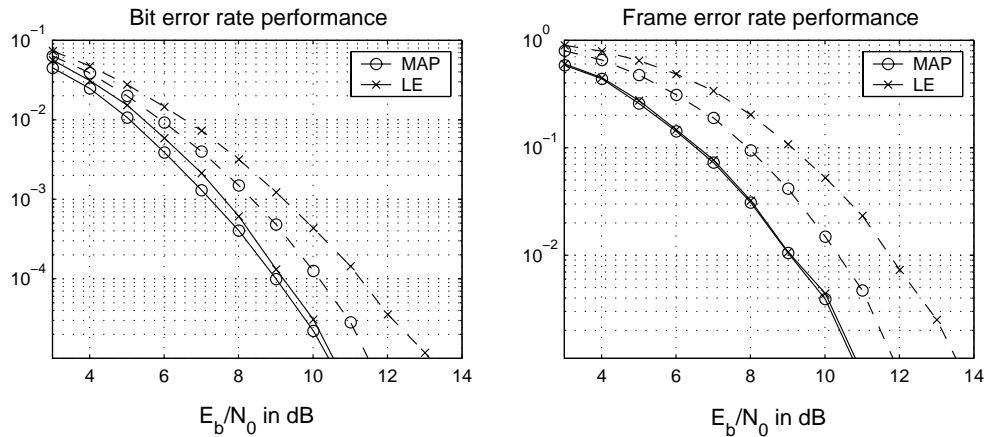 Bit error rate performance
10^-1
10^-2
10^-3
10^-4
4 6 8 10 12 14
MAP
LE
E_b/N_0 in dB
Frame error rate performance
10^0
10^-1
10^-2
4 6 8 10 12 14
MAP
LE
E_b/N_0 in dB